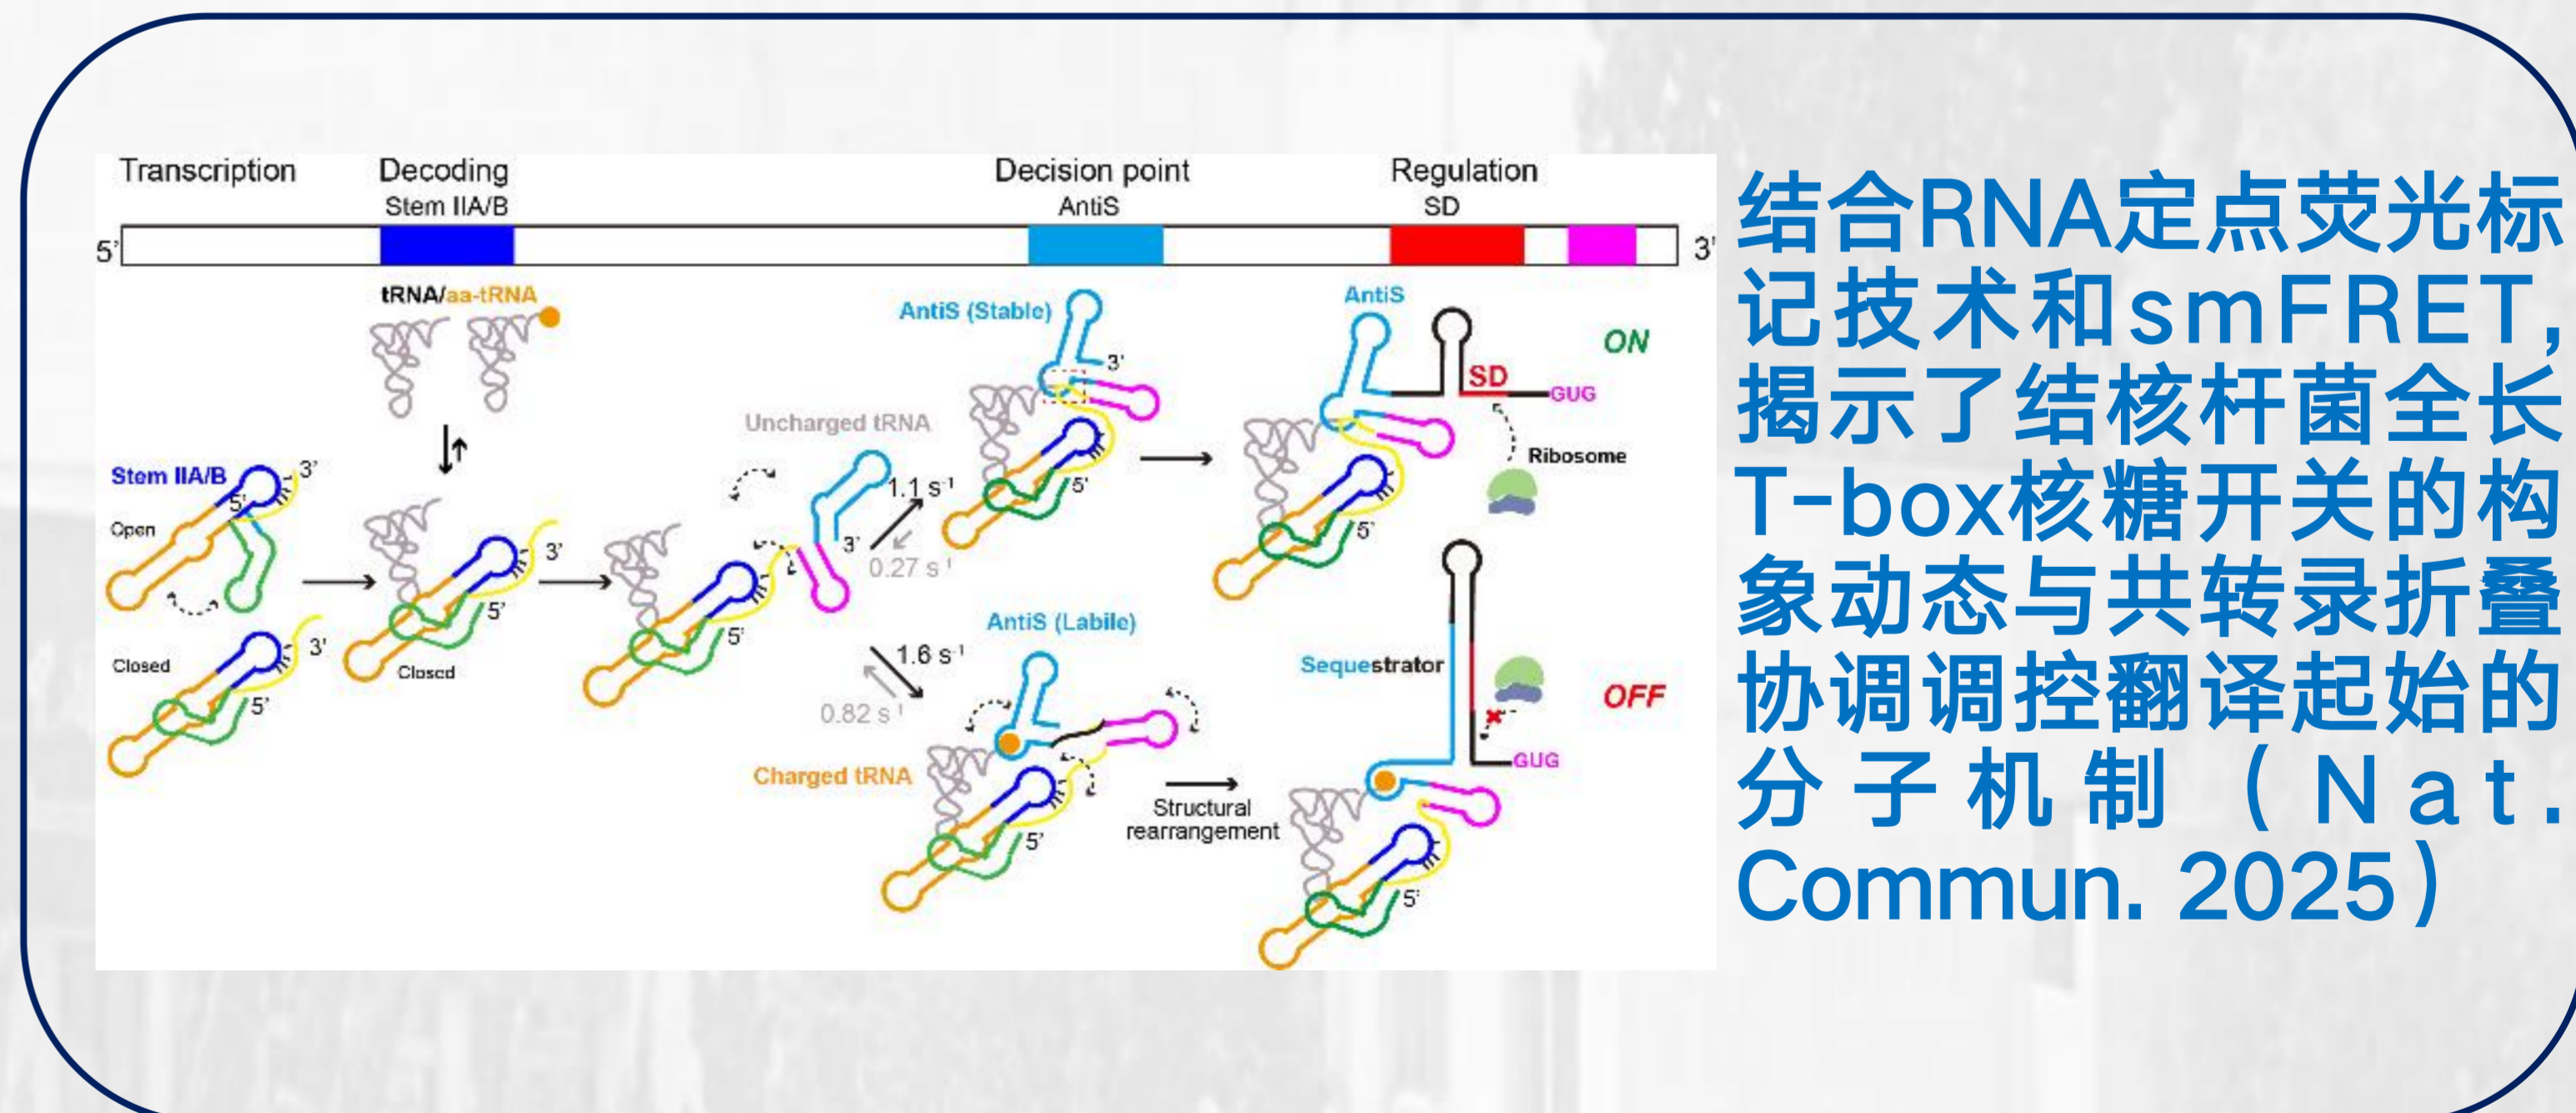 Transcription
Decoding
Stem IIA/B
Decision point
AntiS
Regulation
SD
5'
3'
tRNA/aa-tRNA
Stem IIA/B
3'
5'
Open
Closed
3'
5'
3'
5'
Closed
Uncharged tRNA
3'
5'
1.1 s⁻¹
0.27 s⁻¹
1.6 s⁻¹
0.82 s⁻¹
AntiS (Stable)
3'
5'
AntiS (Labile)
Charged tRNA
5'
Structural
rearrangement
AntiS
SD
GUG
ON
Ribosome
5'
Sequestrator
GUG
OFF
5'
结合RNA定点荧光标
记技术和smFRET,
揭示了结核杆菌全长
T-box核糖开关的构
象动态与共转录折叠
协调调控翻译起始的
分子机制(Nat.
Commun. 2025)